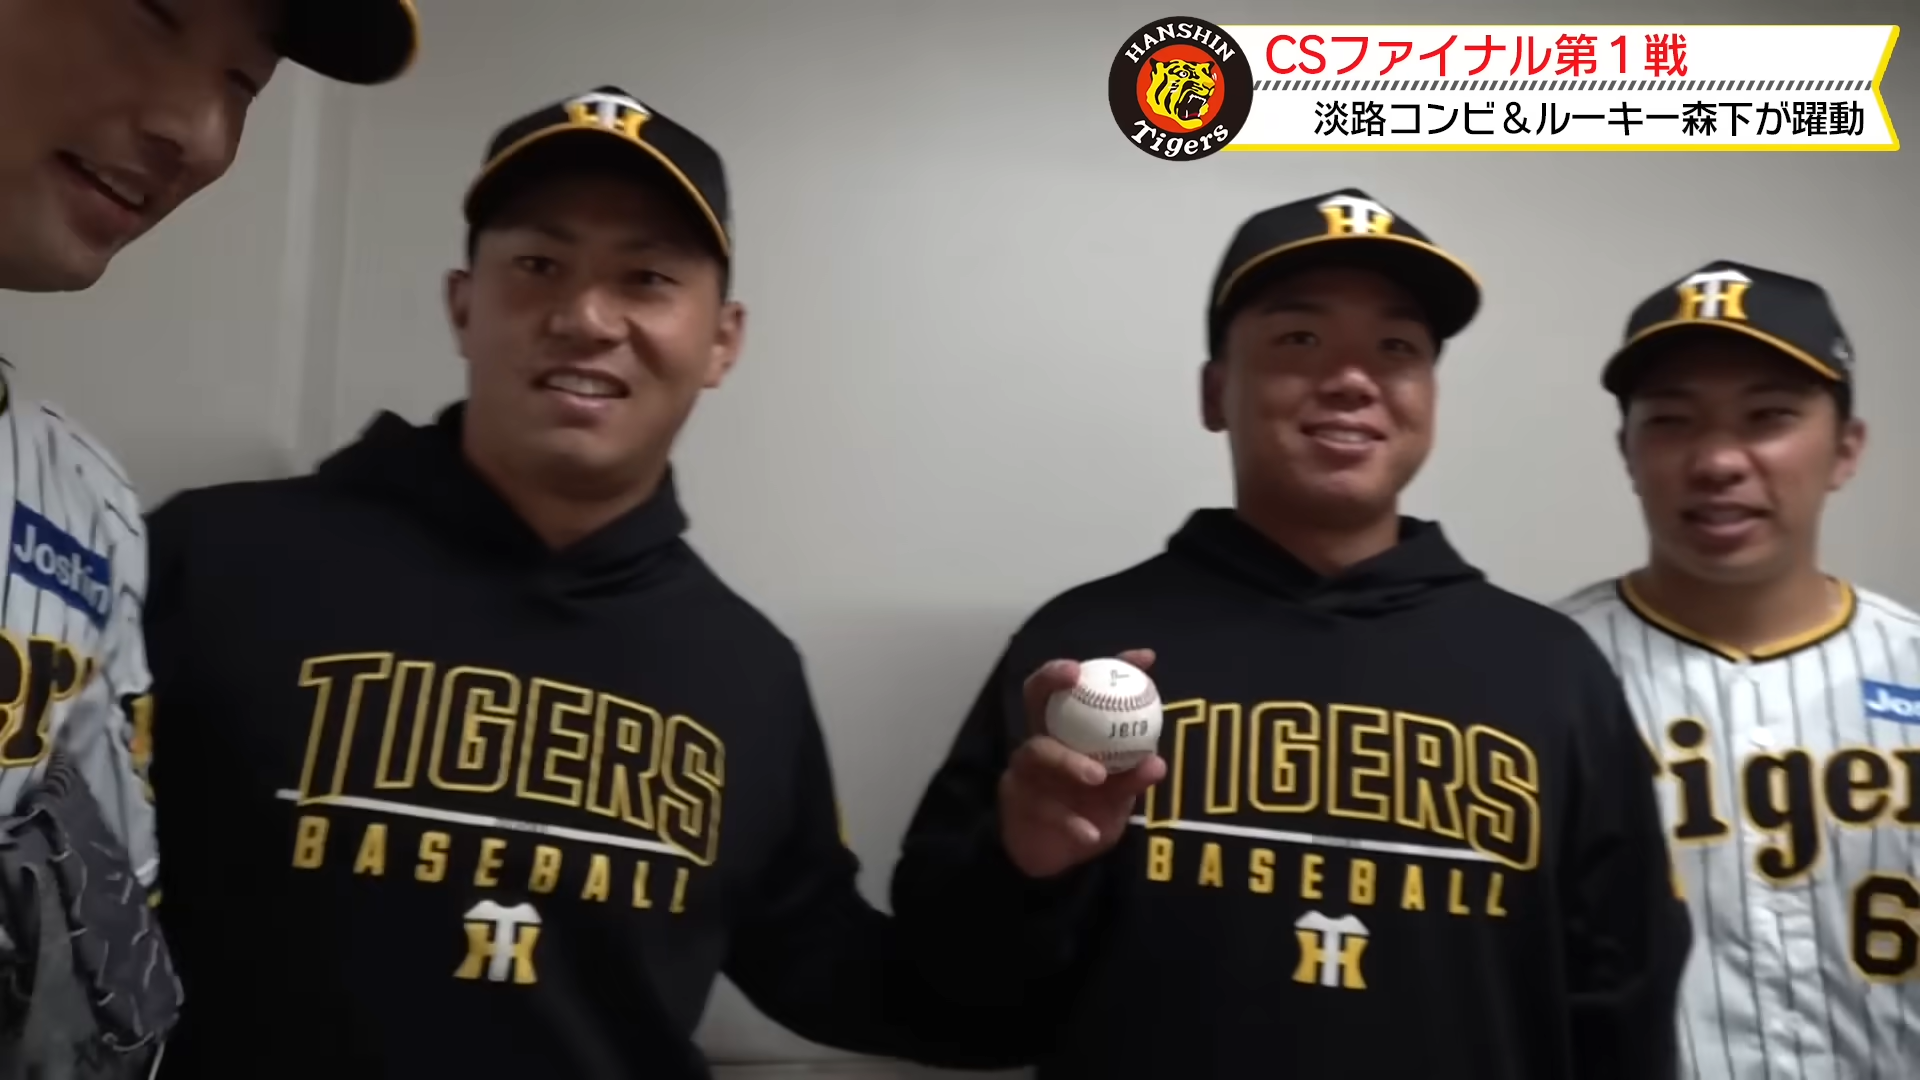 HANSHIN
Tigers
CSファイナル第1戦
淡路コンビ＆ルーキー森下が躍動
Joshin
TIGERS
BASEBALL
TIGERS
BASEBALL
Tiger
6